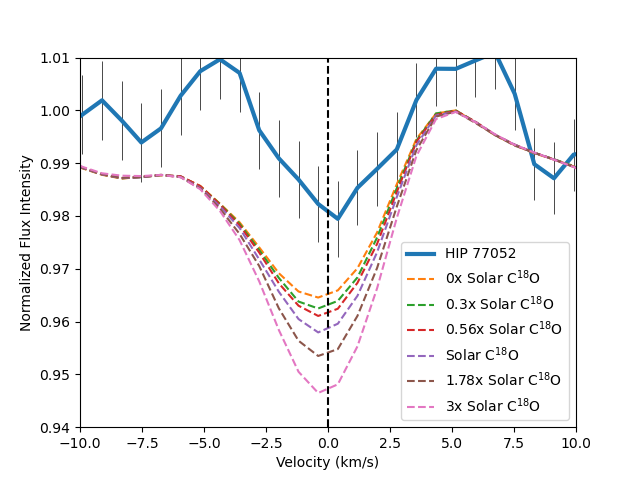 1.01
1.00
0.99
0.98
0.97
0.96
0.95
0.94
Normalized Flux Intensity
HIP 77052
0x Solar C¹⁸O
0.3x Solar C¹⁸O
0.56x Solar C¹⁸O
Solar C¹⁸O
1.78x Solar C¹⁸O
3x Solar C¹⁸O
−10.0 −7.5 −5.0 −2.5 0.0 2.5 5.0 7.5 10.0
Velocity (km/s)